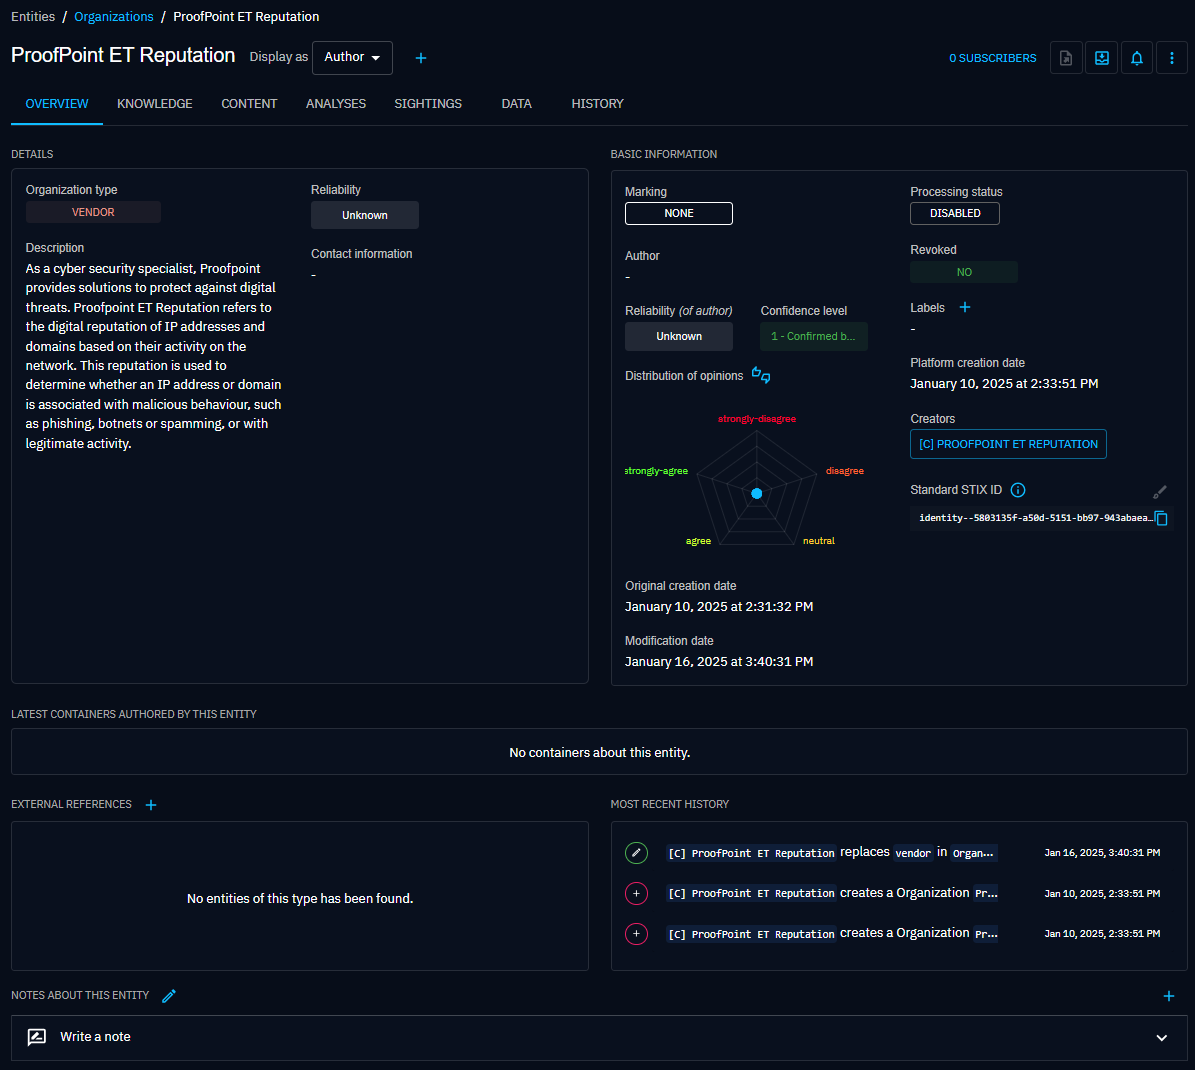 Entities / Organizations / ProofPoint ET Reputation
ProofPoint ET Reputation Display as Author 0 SUBSCRIBERS
OVERVIEW KNOWLEDGE CONTENT ANALYSES SIGHTINGS DATA HISTORY
DETAILS
Organization type
VENDOR
Reliability
Unknown
Description
As a cyber security specialist, Proofpoint
provides solutions to protect against digital
threats. Proofpoint ET Reputation refers to
the digital reputation of IP addresses and
domains based on their activity on the
network. This reputation is used to
determine whether an IP address or domain
is associated with malicious behaviour, such
as phishing, botnets or spamming, or with
legitimate activity.
Contact information
-
BASIC INFORMATION
Marking
NONE
Author
-
Reliability (of author)
Unknown
Confidence level
1 - Confirmed b...
Distribution of opinions
strongly-disagree
strongly-agree
disagree
agree
neutral
Original creation date
January 10, 2025 at 2:31:32 PM
Modification date
January 16, 2025 at 3:40:31 PM
Processing status
DISABLED
Revoked
NO
Labels +
-
Platform creation date
January 10, 2025 at 2:33:51 PM
Creators
[C] PROOFPOINT ET REPUTATION
Standard STIX ID
identity--5803135f-a50d-5151-bb97-943abaea...
LATEST CONTAINERS AUTHORED BY THIS ENTITY
No containers about this entity.
EXTERNAL REFERENCES +
No entities of this type has been found.
MOST RECENT HISTORY
[C] ProofPoint ET Reputation replaces vendor in Organ... Jan 16, 2025, 3:40:31 PM
[C] ProofPoint ET Reputation creates a Organization Pr... Jan 10, 2025, 2:33:51 PM
[C] ProofPoint ET Reputation creates a Organization Pr... Jan 10, 2025, 2:33:51 PM
NOTES ABOUT THIS ENTITY
Write a note